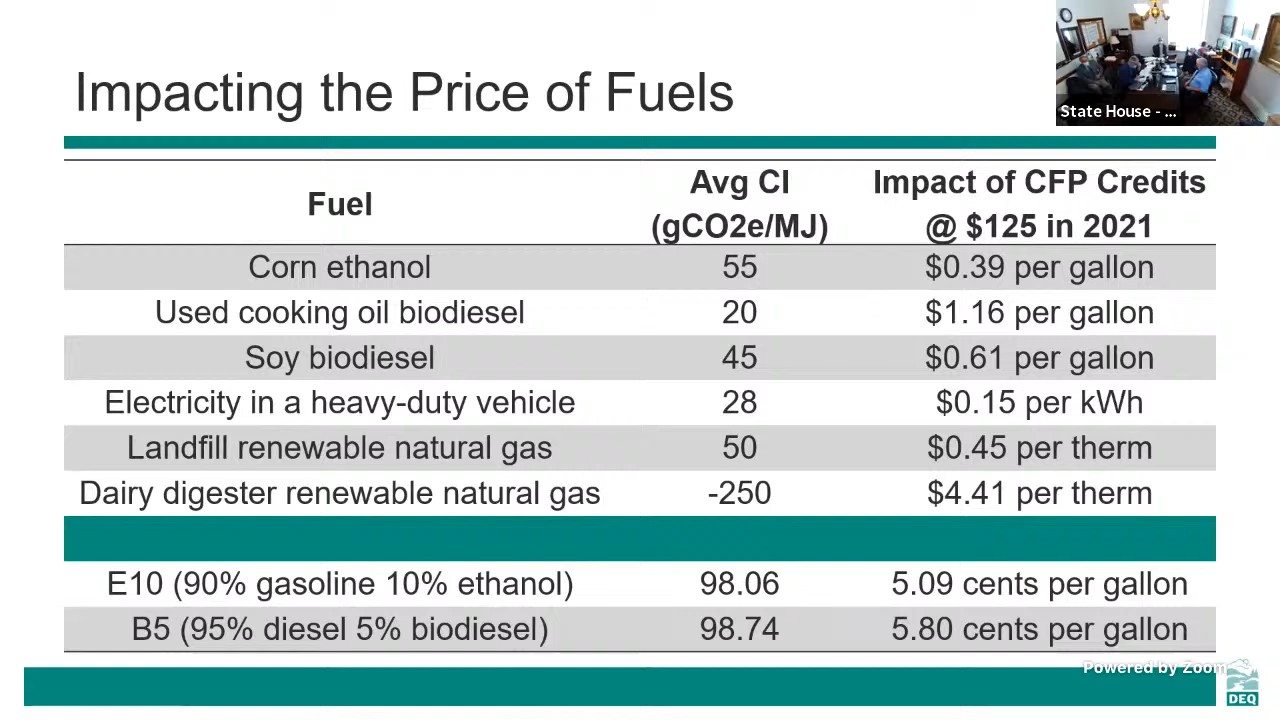 State House - ...
Impacting the Price of Fuels
Fuel
Avg CI
(gCO2e/MJ)
Impact of CFP Credits
@ $125 in 2021
Corn ethanol 55 $0.39 per gallon
Used cooking oil biodiesel 20 $1.16 per gallon
Soy biodiesel 45 $0.61 per gallon
Electricity in a heavy-duty vehicle 28 $0.15 per kWh
Landfill renewable natural gas 50 $0.45 per therm
Dairy digester renewable natural gas -250 $4.41 per therm
E10 (90% gasoline 10% ethanol) 98.06 5.09 cents per gallon
B5 (95% diesel 5% biodiesel) 98.74 5.80 cents per gallon
Powered by Zoom
DEQ